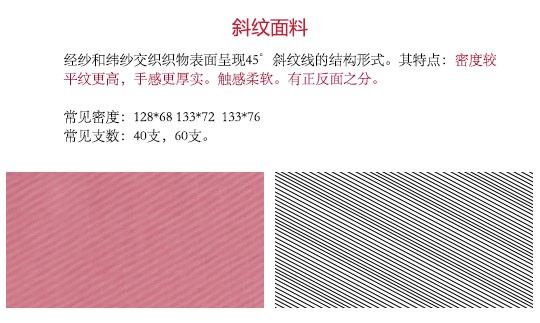 斜纹面料
经纱和纬纱交织织物表面呈现45° 斜纹线的结构形式。其特点：密度较
平纹更高，手感更厚实。触感柔软。有正反面之分。
常见密度：128*68 133*72  133*76
常见支数：40支，60支。